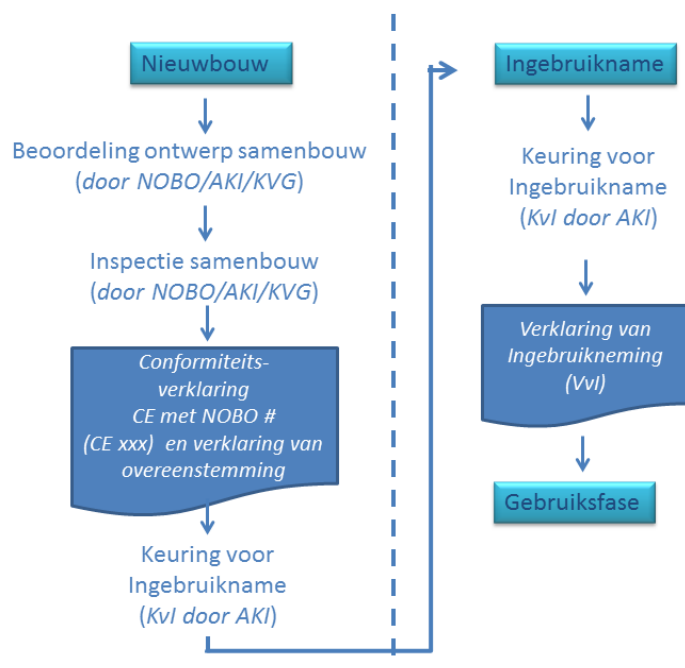 Nieuwbouw
Beoordeling ontwerp samenbouw
(door NOBO/AKI/KVG)
Inspectie samenbouw
(door NOBO/AKI/KVG)
Conformiteits-
verklaring
CE met NOBO #
(CE xxx) en verklaring van
overeenstemming
Keuring voor
Ingebruikname
(KvI door AKI)
Ingebruikname
Keuring voor
Ingebruikname
(KvI door AKI)
Verklaring van
Ingebruikneming
(VvI)
Gebruiksfase